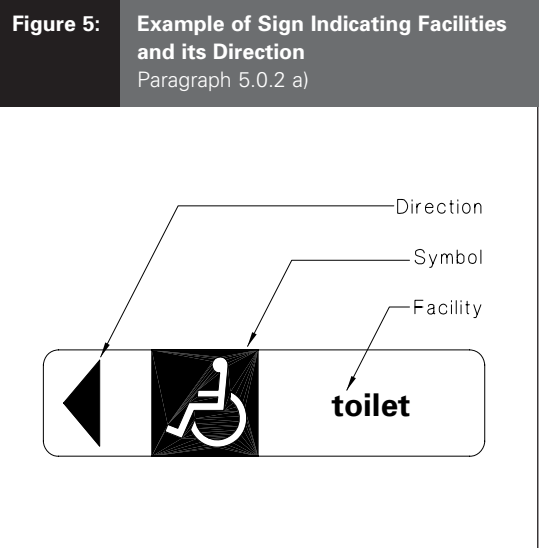 Figure 5:
Example of Sign Indicating Facilities
and its Direction
Paragraph 5.0.2 a)
Direction
Symbol
Facility
toilet